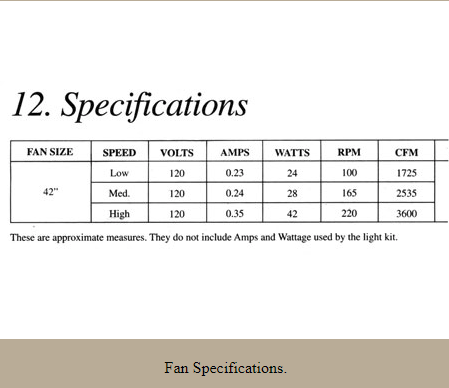 12. Specifications
FAN SIZE SPEED VOLTS AMPS WATTS RPM CFM
Low 120 0.23 24 100 1725
42" Med. 120 0.24 28 165 2535
High 120 0.35 42 220 3600
These are approximate measures. They do not include Amps and Wattage used by the light kit.
Fan Specifications.